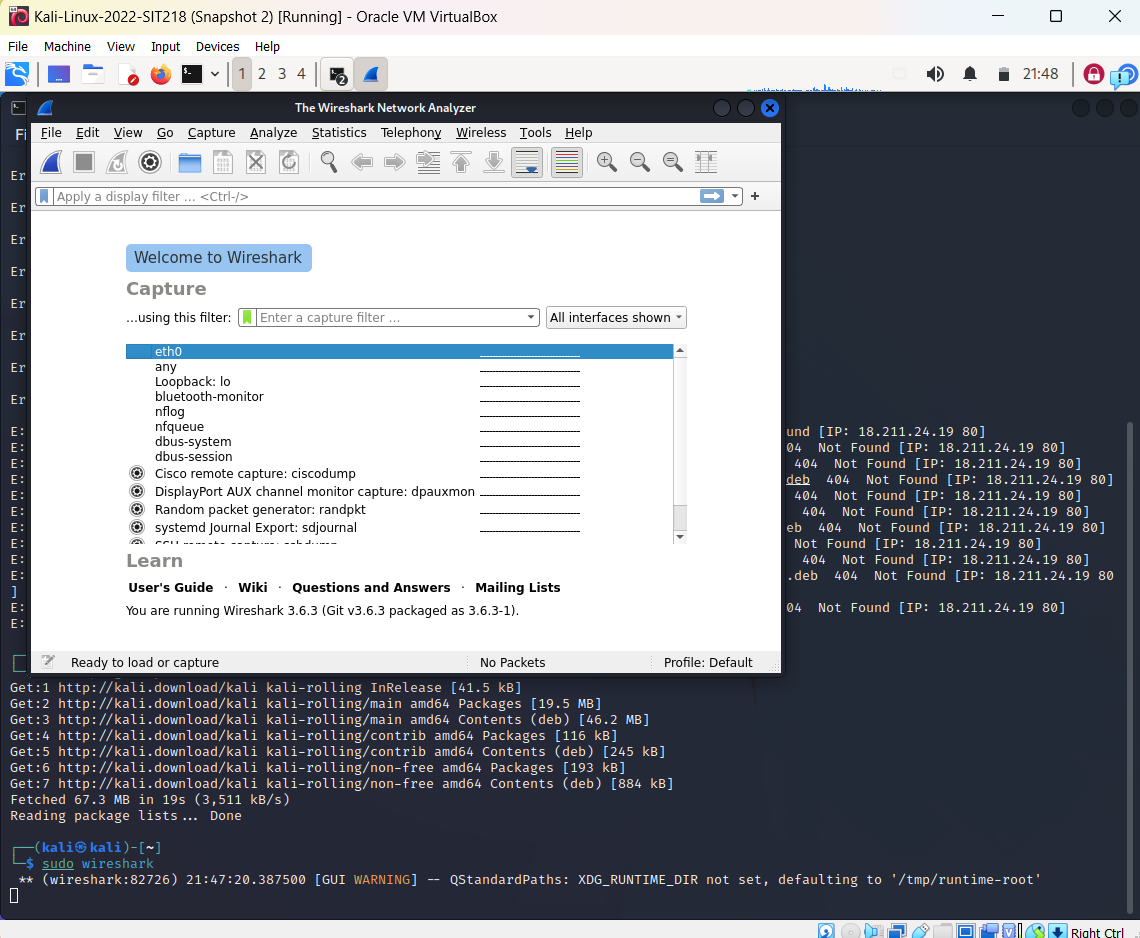 Kali-Linux-2022-SIT218 (Snapshot 2) [Running] - Oracle VM VirtualBox
File Machine View Input Devices Help
1 2 3 4 2 21:48
The Wireshark Network Analyzer
File Edit View Go Capture Analyze Statistics Telephony Wireless Tools Help
Apply a display filter ... <Ctrl-/> +
Welcome to Wireshark
Capture
...using this filter: Enter a capture filter ... All interfaces shown
eth0
any
Loopback: lo
bluetooth-monitor
nflog
nfqueue
dbus-system
dbus-session
Cisco remote capture: ciscodump
DisplayPort AUX channel monitor capture: dpauxmon
Random packet generator: randpkt
systemd Journal Export: sdjournal
Learn
User's Guide · Wiki · Questions and Answers · Mailing Lists
You are running Wireshark 3.6.3 (Git v3.6.3 packaged as 3.6.3-1).
Ready to load or capture No Packets Profile: Default
Fi
Er
Er
Er
Er
Er
Er
Er
Er
E: und [IP: 18.211.24.19 80]
E: 04 Not Found [IP: 18.211.24.19 80]
E: 404 Not Found [IP: 18.211.24.19 80]
E: deb 404 Not Found [IP: 18.211.24.19 80]
E: 404 Not Found [IP: 18.211.24.19 80]
E: 404 Not Found [IP: 18.211.24.19 80]
E: eb 404 Not Found [IP: 18.211.24.19 80]
E: Not Found [IP: 18.211.24.19 80]
E: 404 Not Found [IP: 18.211.24.19 80]
E: .deb 404 Not Found [IP: 18.211.24.19 80
]
E: 04 Not Found [IP: 18.211.24.19 80]
E:
Get:1 http://kali.download/kali kali-rolling InRelease [41.5 kB]
Get:2 http://kali.download/kali kali-rolling/main amd64 Packages [19.5 MB]
Get:3 http://kali.download/kali kali-rolling/main amd64 Contents (deb) [46.2 MB]
Get:4 http://kali.download/kali kali-rolling/contrib amd64 Packages [116 kB]
Get:5 http://kali.download/kali kali-rolling/contrib amd64 Contents (deb) [245 kB]
Get:6 http://kali.download/kali kali-rolling/non-free amd64 Packages [193 kB]
Get:7 http://kali.download/kali kali-rolling/non-free amd64 Contents (deb) [884 kB]
Fetched 67.3 MB in 19s (3,511 kB/s)
Reading package lists... Done
┌──(kali㉿kali)-[~]
└─$ sudo wireshark
** (wireshark:82726) 21:47:20.387500 [GUI WARNING] -- QStandardPaths: XDG_RUNTIME_DIR not set, defaulting to '/tmp/runtime-root'
Right Ctrl